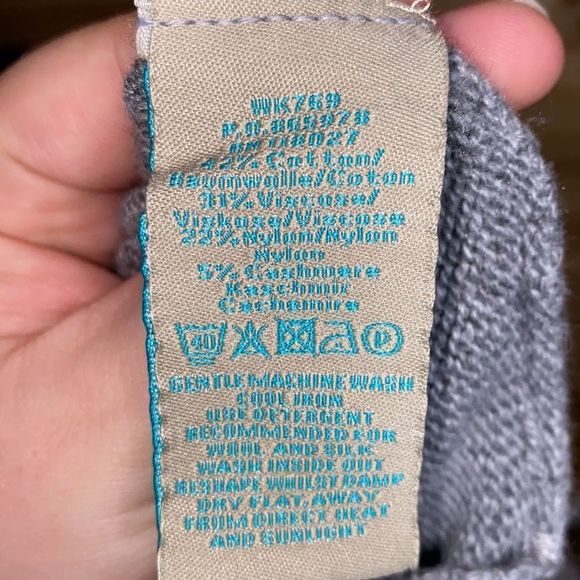 WK769
P.O. 865978
42% Cotton/
Baumwolle/Coton
31% Viscose/
Viskose/Viscose
22% Nylon/Nylon
Nylon
5% Cashmere
Kaschmir
Cachemire
30 P
GENTLE MACHINE WASH
COOL IRON
USE DETERGENT
RECOMMENDED FOR
WOOL AND SILK
WASH INSIDE OUT
RESHAPE WHILST DAMP
DRY FLAT, AWAY
FROM DIRECT HEAT
AND SUNLIGHT